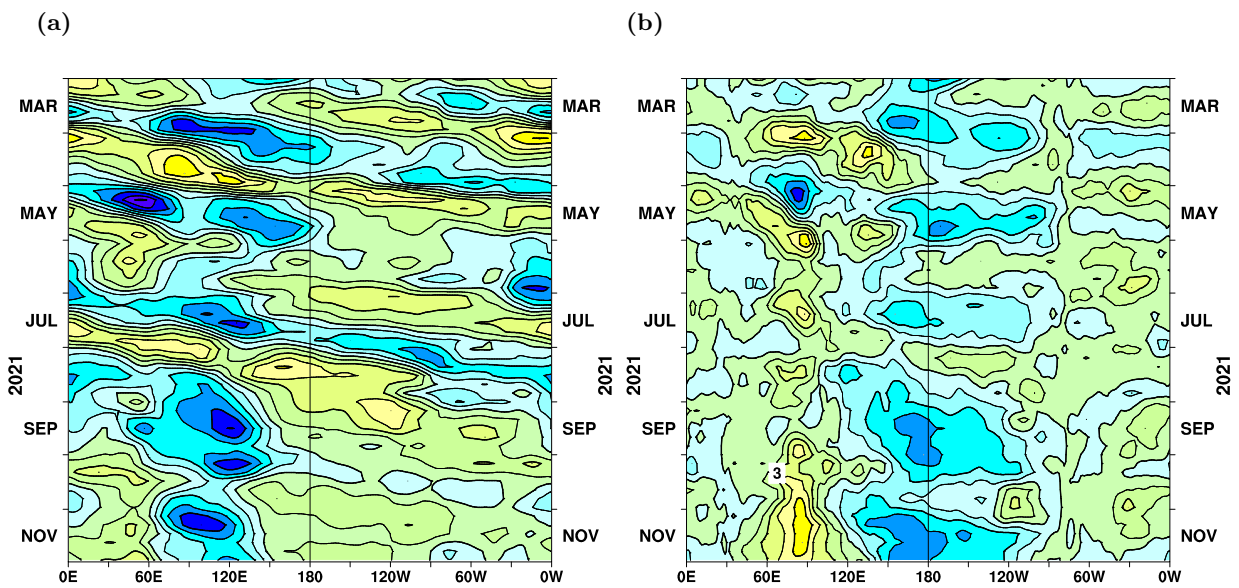 (a) (b)
MAR MAR MAR MAR
MAY MAY MAY MAY
JUL JUL JUL JUL
2021 2021 2021 2021
SEP SEP SEP SEP
3
NOV NOV NOV NOV
0E 60E 120E 180 120W 60W 0W 0E 60E 120E 180 120W 60W 0W